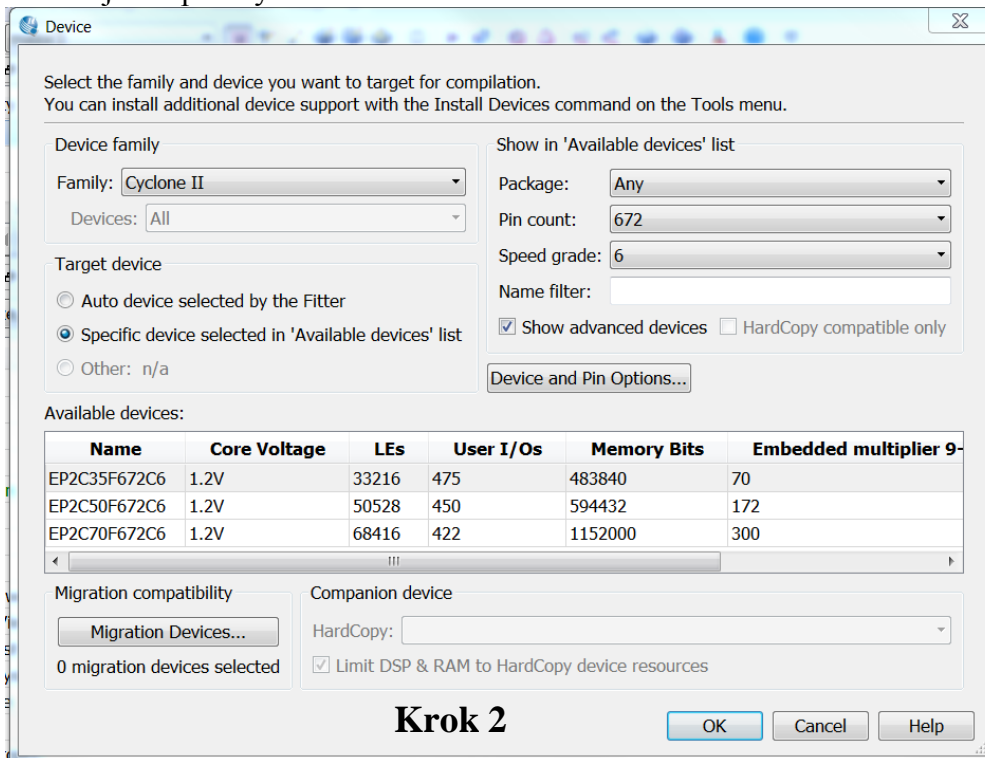 Device
Select the family and device you want to target for compilation.
You can install additional device support with the Install Devices command on the Tools menu.
Device family
Family: Cyclone II
Devices: All
Show in 'Available devices' list
Package: Any
Pin count: 672
Speed grade: 6
Name filter:
Show advanced devices HardCopy compatible only
Target device
Auto device selected by the Fitter
Specific device selected in 'Available devices' list
Other: n/a
Device and Pin Options...
Available devices:
Name Core Voltage LEs User I/Os Memory Bits Embedded multiplier 9-
EP2C35F672C6 1.2V 33216 475 483840 70
EP2C50F672C6 1.2V 50528 450 594432 172
EP2C70F672C6 1.2V 68416 422 1152000 300
Migration compatibility
Migration Devices...
0 migration devices selected
Companion device
HardCopy:
Limit DSP & RAM to HardCopy device resources
Krok 2
OK Cancel Help